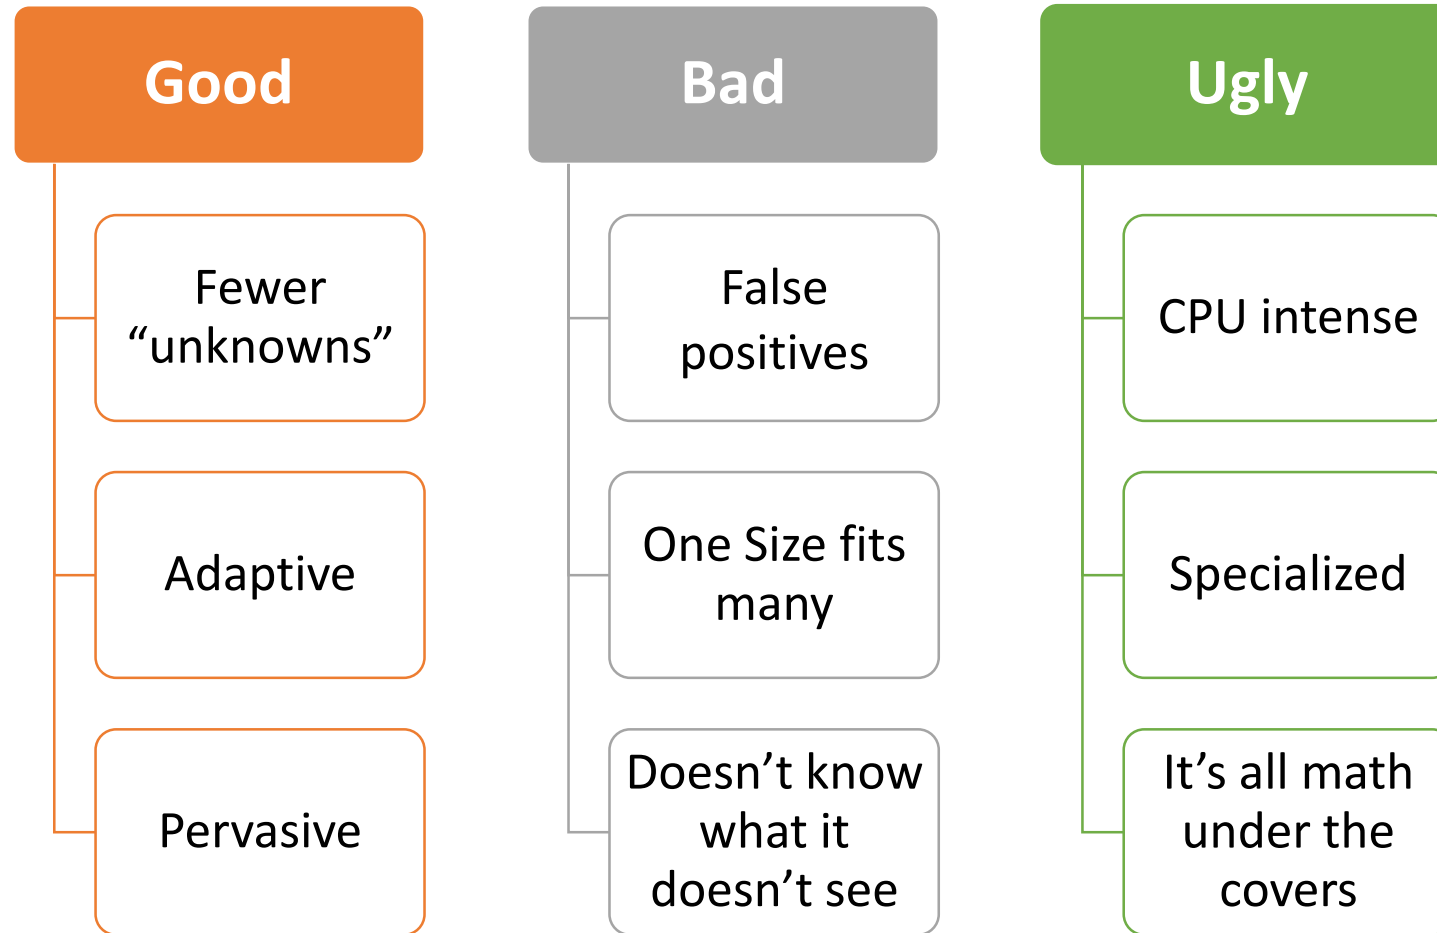 Good
Fewer
“unknowns”
Adaptive
Pervasive
Bad
False
positives
One Size fits
many
Doesn’t know
what it
doesn’t see
Ugly
CPU intense
Specialized
It’s all math
under the
covers